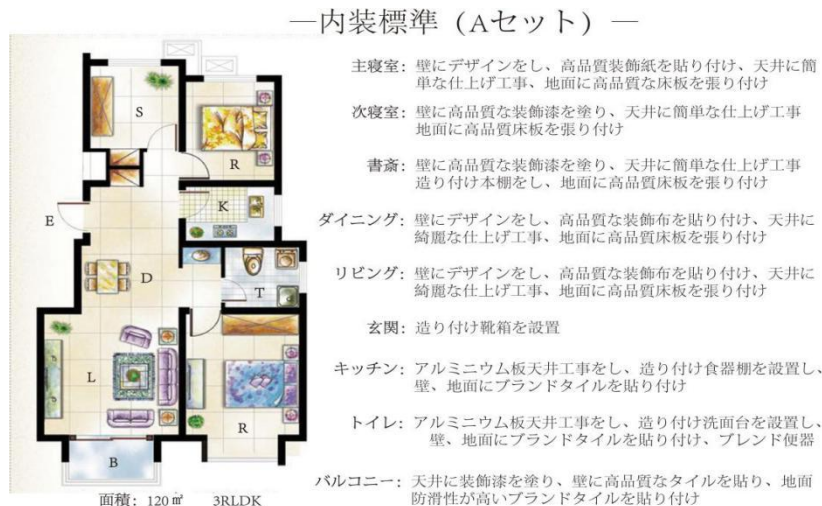 —内装標準（Aセット）—
主寝室：壁にデザインをし、高品質装飾紙を貼り付け、天井に簡
単な仕上げ工事、地面に高品質な床板を張り付け
次寝室：壁に高品質な装飾漆を塗り、天井に簡単な仕上げ工事
地面に高品質床板を張り付け
書斎：壁に高品質な装飾漆を塗り、天井に簡単な仕上げ工事
造り付け本棚をし、地面に高品質床板を張り付け
ダイニング：壁にデザインをし、高品質な装飾布を貼り付け、天井に
綺麗な仕上げ工事、地面に高品質床板を張り付け
リビング：壁にデザインをし、高品質な装飾布を貼り付け、天井に
綺麗な仕上げ工事、地面に高品質床板を張り付け
玄関：造り付け靴箱を設置
キッチン：アルミニウム板天井工事をし、造り付け食器棚を設置し、
壁、地面にブランドタイルを貼り付け
トイレ：アルミニウム板天井工事をし、造り付け洗面台を設置し、
壁、地面にブランドタイルを貼り付け、ブレンド便器
バルコニー：天井に装飾漆を塗り、壁に高品質なタイルを貼り、地面
防滑性が高いブランドタイルを貼り付け
S
R
K
E
D
T
L
R
B
面積：120㎡ 3RLDK